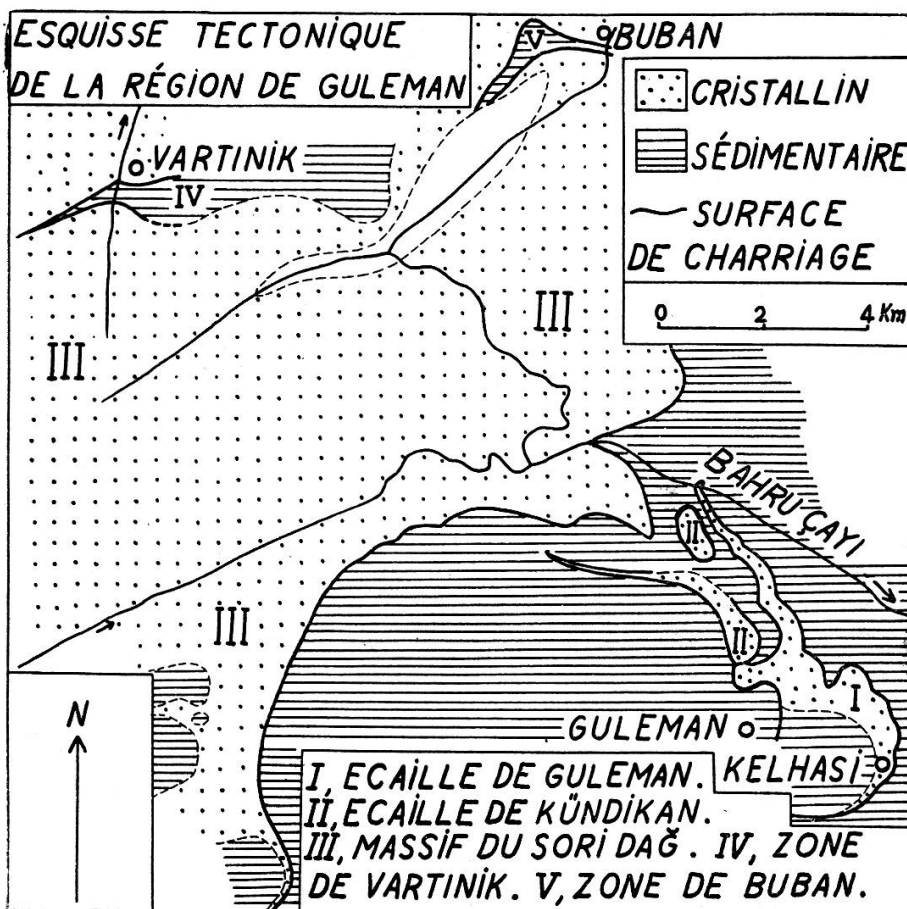 ESQUISSE TECTONIQUE
DE LA RÉGION DE GULEMAN
V
BUBAN
CRISTALLIN
SÉDIMENTAIRE
SURFACE
DE CHARRIAGE
0 2 4 Km
VARTINIK
IV
III
III
BAHRU ÇAYI
II
III
II
I
N
GULEMAN
KELHASI
I, ECAILLE DE GULEMAN.
II, ECAILLE DE KÜNDIKAN.
III, MASSIF DU SORI DAĞ. IV, ZONE
DE VARTINIK. V, ZONE DE BUBAN.